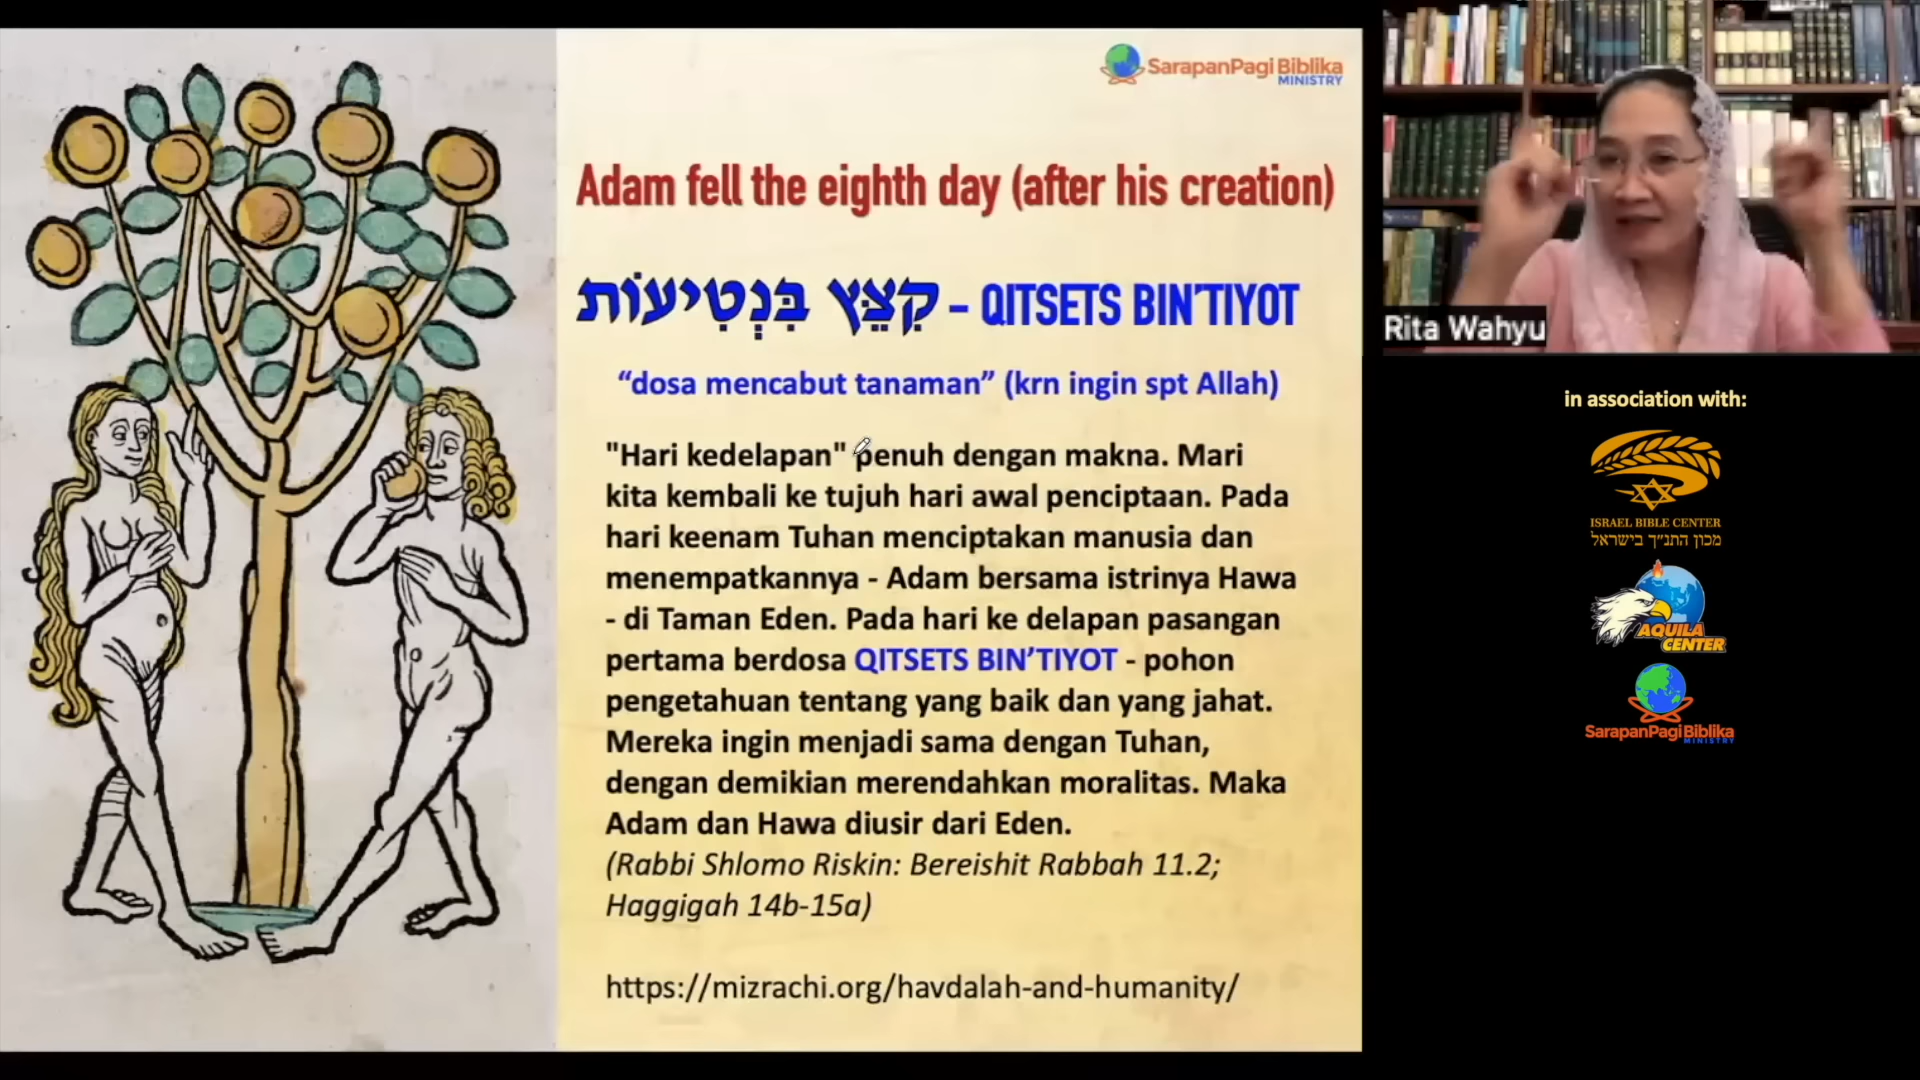 SarapanPagi Biblika
MINISTRY
Adam fell the eighth day (after his creation)
קִצֵּץ בִּנְטִיעוֹת - QITSETS BIN'TIYOT
“dosa mencabut tanaman” (krn ingin spt Allah)
"Hari kedelapan" penuh dengan makna. Mari
kita kembali ke tujuh hari awal penciptaan. Pada
hari keenam Tuhan menciptakan manusia dan
menempatkannya - Adam bersama istrinya Hawa
- di Taman Eden. Pada hari ke delapan pasangan
pertama berdosa QITSETS BIN’TIYOT - pohon
pengetahuan tentang yang baik dan yang jahat.
Mereka ingin menjadi sama dengan Tuhan,
dengan demikian merendahkan moralitas. Maka
Adam dan Hawa diusir dari Eden.
(Rabbi Shlomo Riskin: Bereishit Rabbah 11.2;
Haggigah 14b-15a)
https://mizrachi.org/havdalah-and-humanity/
Rita Wahyu
in association with:
ISRAEL BIBLE CENTER
מכון התנ״ך בישראל
AQUILA
CENTER
SarapanPagi Biblika
MINISTRY